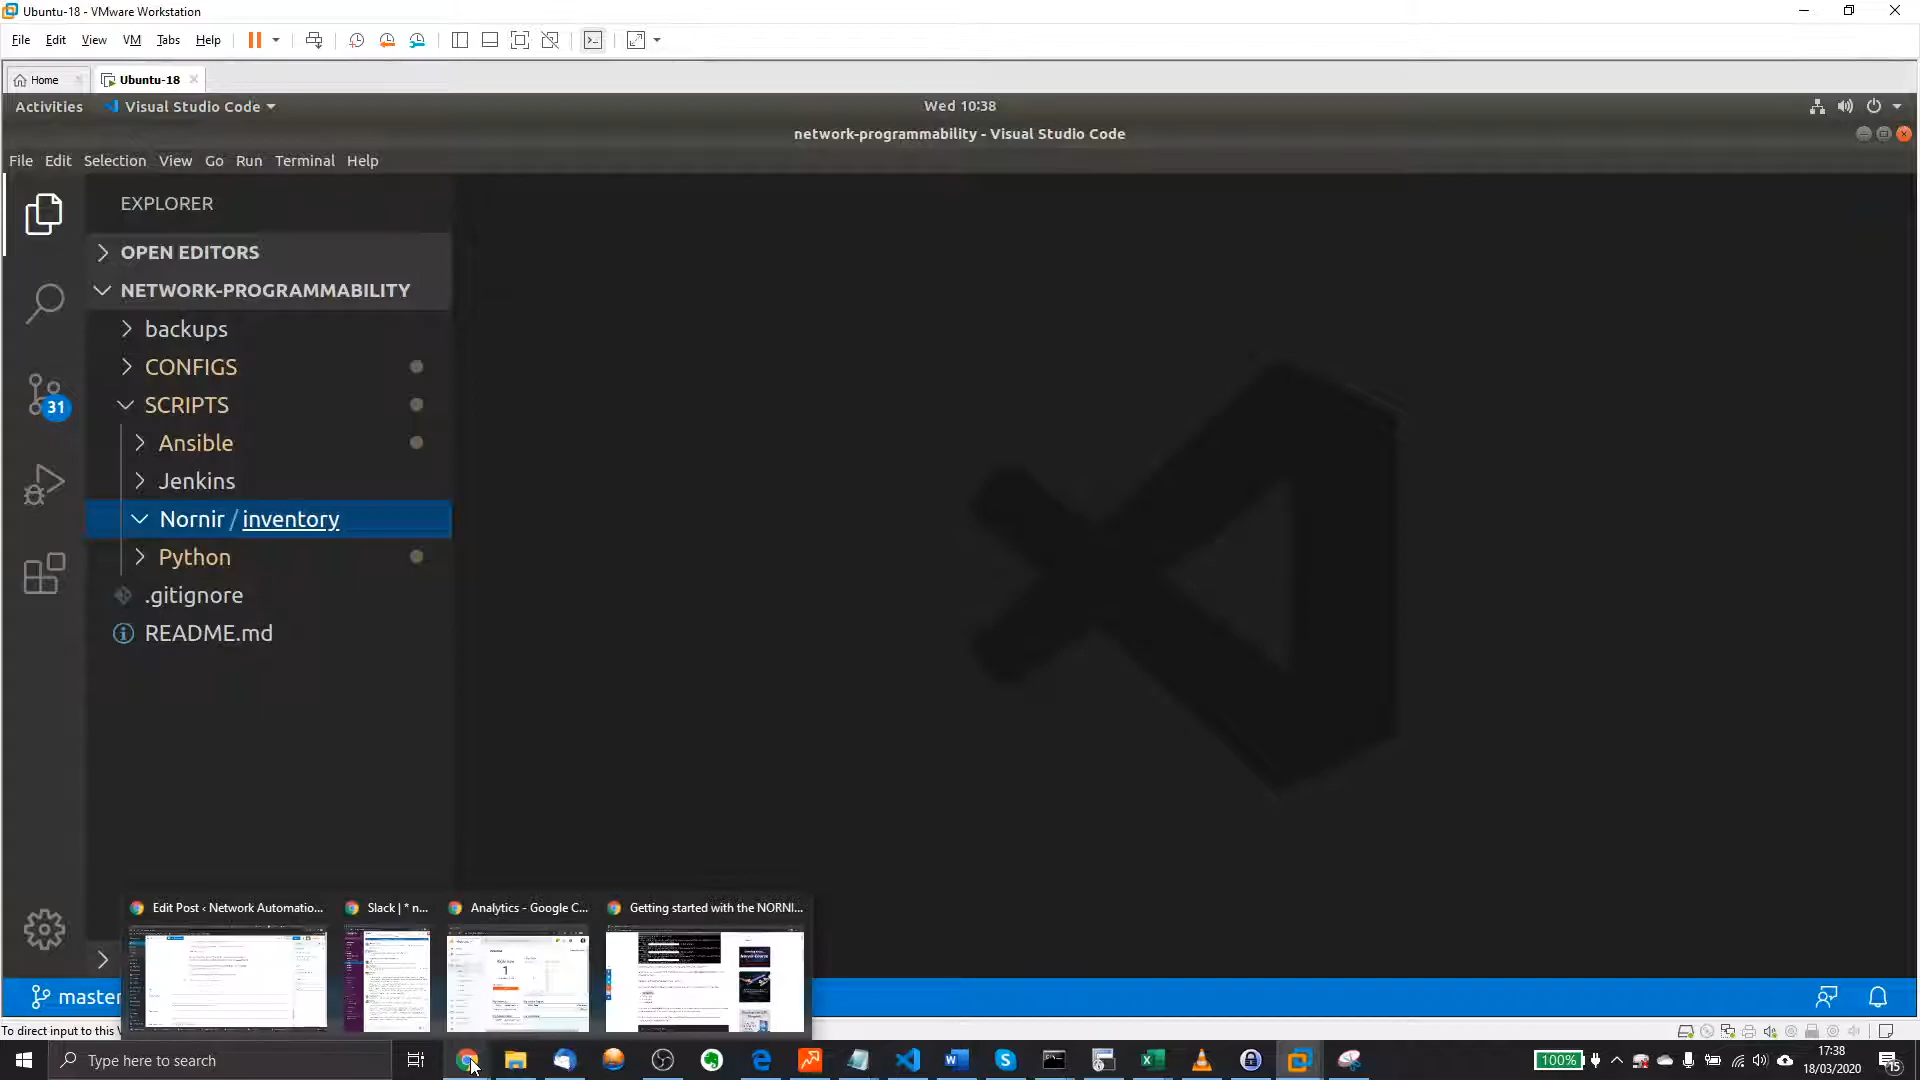 Ubuntu-18 - VMware Workstation
File Edit View VM Tabs Help
Home Ubuntu-18
Activities Visual Studio Code Wed 10:38
network-programmability - Visual Studio Code
File Edit Selection View Go Run Terminal Help
EXPLORER
OPEN EDITORS
NETWORK-PROGRAMMABILITY
backups
CONFIGS
SCRIPTS
31
Ansible
Jenkins
Nornir / inventory
Python
.gitignore
README.md
Edit Post ‹ Network Automatio... Slack | * n... Analytics - Google C... Getting started with the NORNI...
master
To direct input to this V
Type here to search
100%
17:38
18/03/2020
15